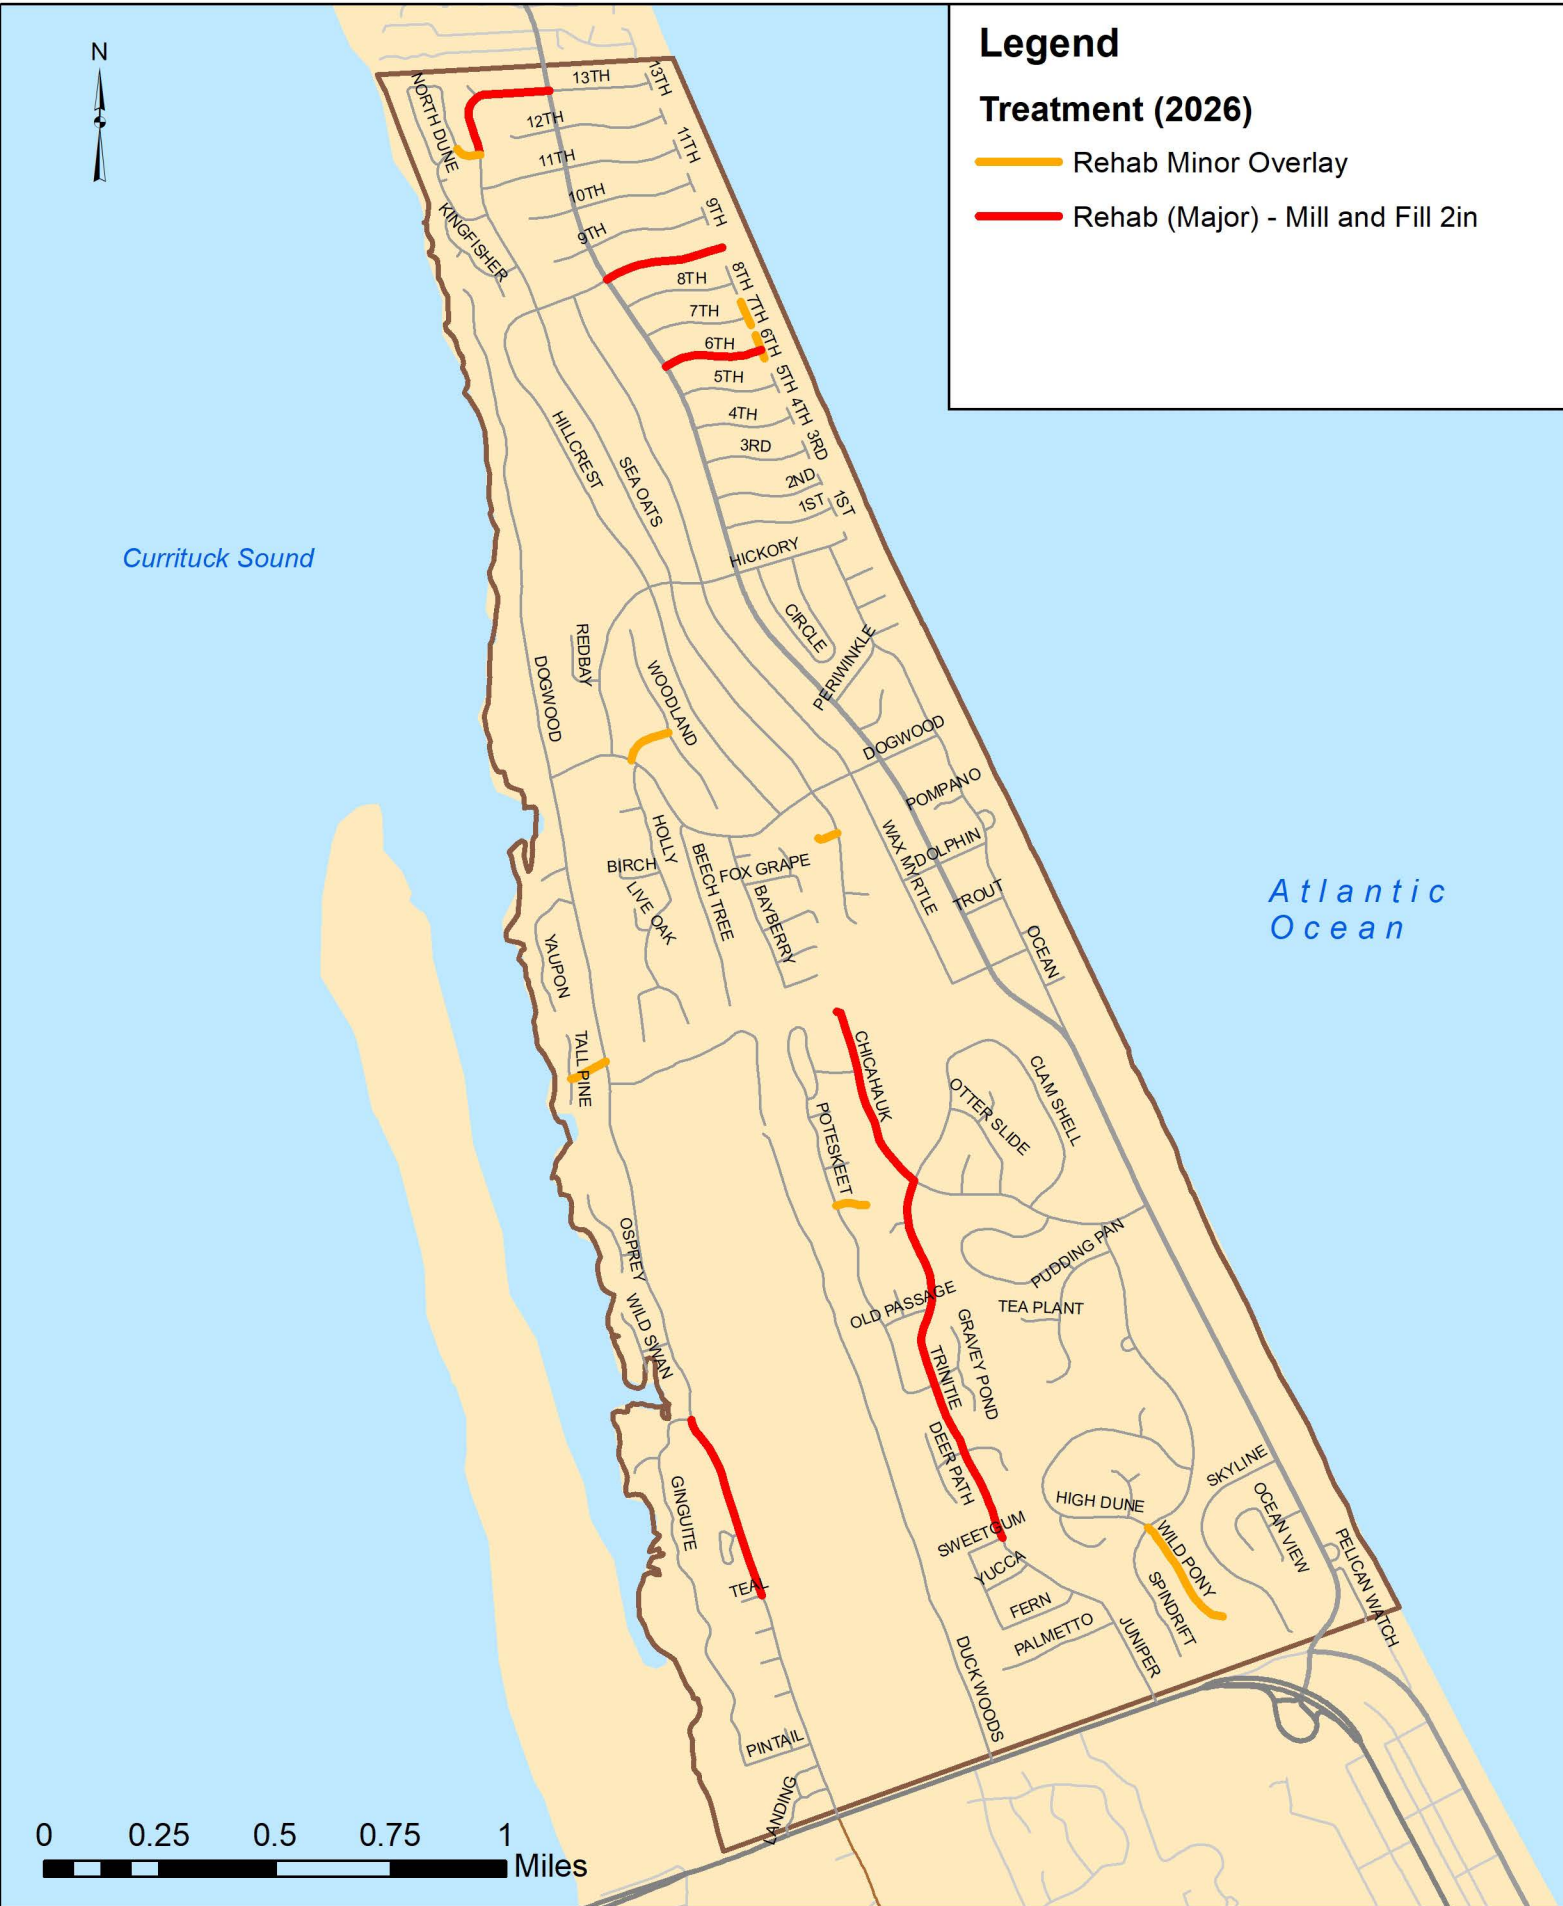 Legend
Treatment (2026)
Rehab Minor Overlay
Rehab (Major) - Mill and Fill 2in
N
13TH
13TH
NORTH DUNE
12TH
11TH
11TH
10TH
KINGFISHER
9TH
9TH
8TH
8TH
7TH
7TH
6TH
6TH
5TH
5TH
4TH
4TH
3RD
3RD
HILLCREST
SEA OATS
2ND
1ST
1ST
Currituck Sound
HICKORY
CIRCLE
REDBAY
PERIWINKLE
DOGWOOD
WOODLAND
DOGWOOD
POMPANO
HOLLY
WAX MYRTLE
DOLPHIN
BIRCH
BEECH TREE
FOX GRAPE
LIVE OAK
BAYBERRY
TROUT
Atlantic
Ocean
YAUPON
OCEAN
TALL PINE
CHICAHAUK
CLAM SHELL
OTTER SLIDE
POTESKEET
OSPREY
PUDDING PAN
WILD SWAN
OLD PASSAGE
TEA PLANT
GRAVEY POND
TRINITIE
DEER PATH
GINGUITE
SKYLINE
HIGH DUNE
OCEAN VIEW
SWEETGUM
WILD PONY
PELICAN WATCH
YUCCA
TEAL
SPINDRIFT
FERN
PALMETTO
JUNIPER
DUCK WOODS
PINTAIL
LANDING
0 0.25 0.5 0.75 1
Miles